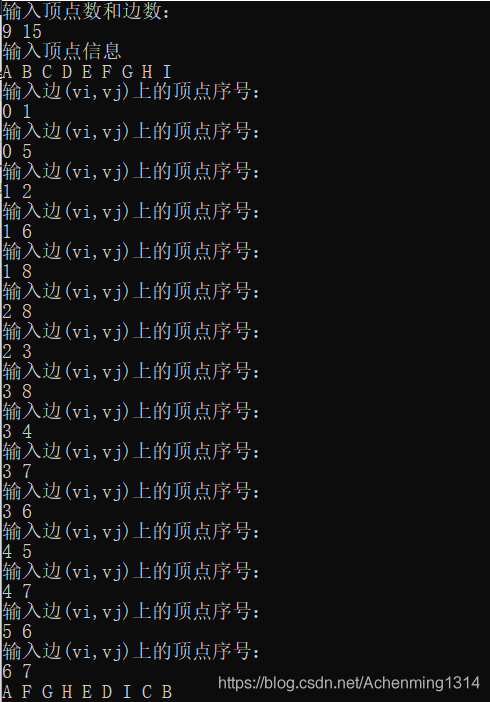 输入顶点数和边数:
9 15
输入顶点信息
A B C D E F G H I
输入边(vi,vj)上的顶点序号:
0 1
输入边(vi,vj)上的顶点序号:
0 5
输入边(vi,vj)上的顶点序号:
1 2
输入边(vi,vj)上的顶点序号:
1 6
输入边(vi,vj)上的顶点序号:
1 8
输入边(vi,vj)上的顶点序号:
2 8
输入边(vi,vj)上的顶点序号:
2 3
输入边(vi,vj)上的顶点序号:
3 8
输入边(vi,vj)上的顶点序号:
3 4
输入边(vi,vj)上的顶点序号:
3 7
输入边(vi,vj)上的顶点序号:
3 6
输入边(vi,vj)上的顶点序号:
4 5
输入边(vi,vj)上的顶点序号:
4 7
输入边(vi,vj)上的顶点序号:
5 6
输入边(vi,vj)上的顶点序号:
6 7
A F G H E D I C B
https://blog.csdn.net/Achenming1314